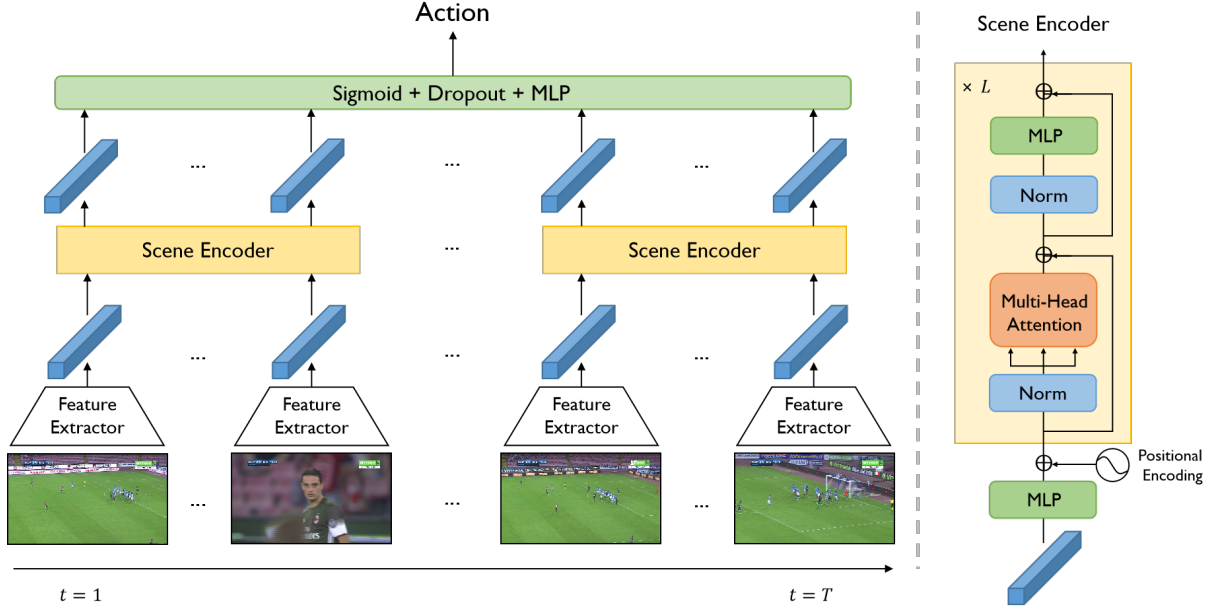 Action
Sigmoid + Dropout + MLP
...
...
...
Scene Encoder
...
Scene Encoder
...
...
...
Feature
Extractor
Feature
Extractor
Feature
Extractor
Feature
Extractor
...
...
...
t = 1
t = T
Scene Encoder
× L
MLP
Norm
Multi-Head
Attention
Norm
Positional
Encoding
MLP